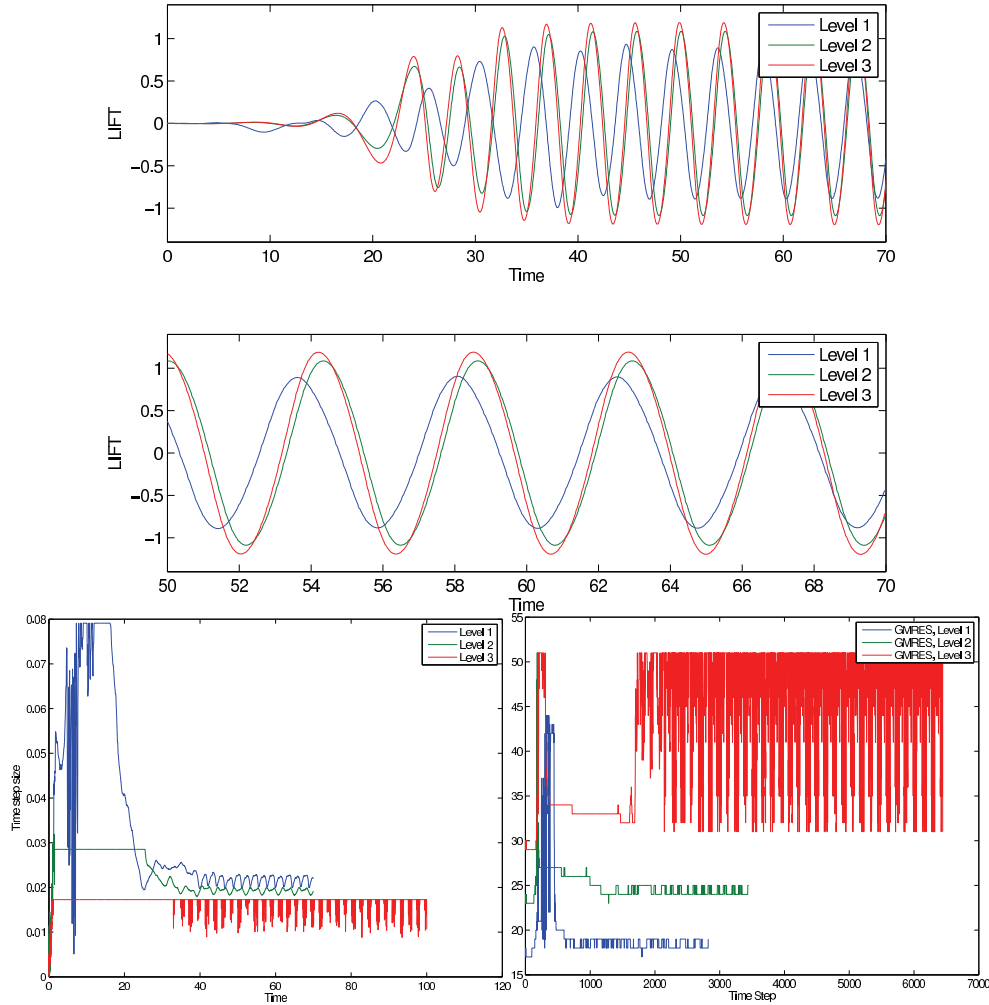 LIFT
1
0.5
0
−0.5
−1
0 10 20 30 40 50 60 70
Time
Level 1
Level 2
Level 3
LIFT
1
0.5
0
−0.5
−1
50 52 54 56 58 60 62 64 66 68 70
Time
Level 1
Level 2
Level 3
Time step size
0.08
0.07
0.06
0.05
0.04
0.03
0.02
0.01
0
0 20 40 60 80 100 120
Time
Level 1
Level 2
Level 3
55
50
45
40
35
30
25
20
15
0 1000 2000 3000 4000 5000 6000 7000
Time Step
GMRES, Level 1
GMRES, Level 2
GMRES, Level 3